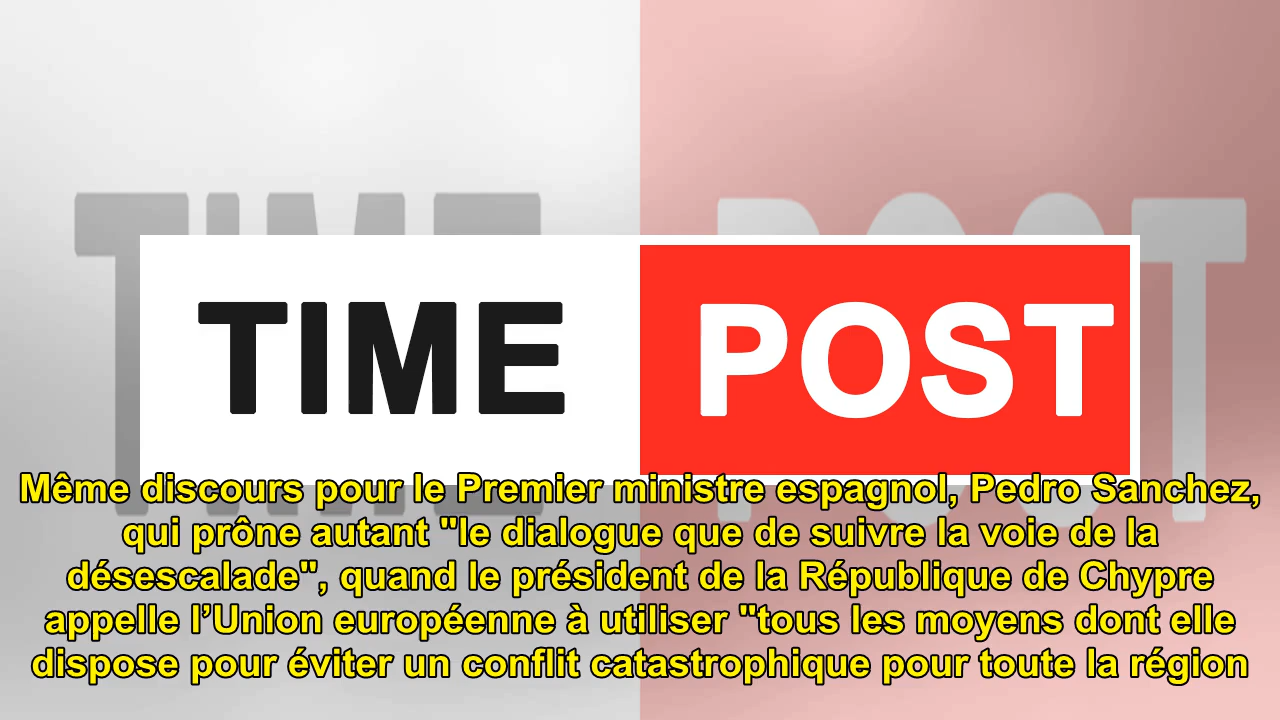 TIME POST
TIME POST
Même discours pour le Premier ministre espagnol, Pedro Sanchez,
qui prône autant "le dialogue que de suivre la voie de la
désescalade", quand le président de la République de Chypre
appelle l’Union européenne à utiliser "tous les moyens dont elle
dispose pour éviter un conflit catastrophique pour toute la région